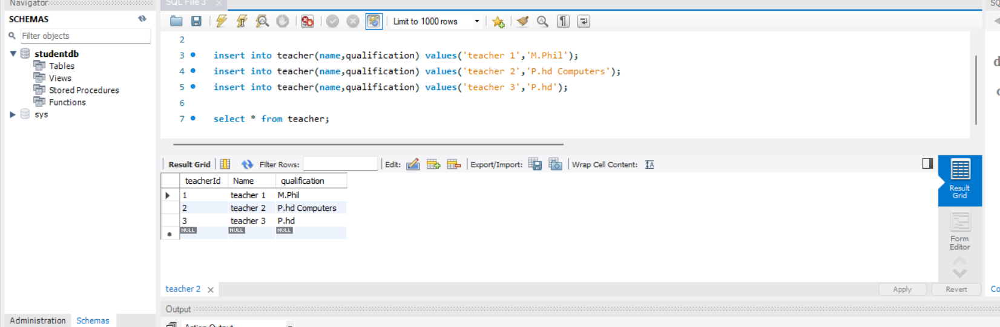 Navigator
SCHEMAS
Filter objects
studentdb
Tables
Views
Stored Procedures
Functions
sys
Administration Schemas
SQL File 3*
Limit to 1000 rows
2
3 insert into teacher(name,qualification) values('teacher 1','M.Phil');
4 insert into teacher(name,qualification) values('teacher 2','P.hd Computers');
5 insert into teacher(name,qualification) values('teacher 3','P.hd');
6
7 select * from teacher;
Result Grid Filter Rows: Edit: Export/Import: Wrap Cell Content: IA
teacherId Name qualification
1 teacher 1 M.Phil
2 teacher 2 P.hd Computers
3 teacher 3 P.hd
NULL NULL NULL
Result
Grid
Form
Editor
teacher 2 Apply Revert
Output
Action Output
SQ
d
Co